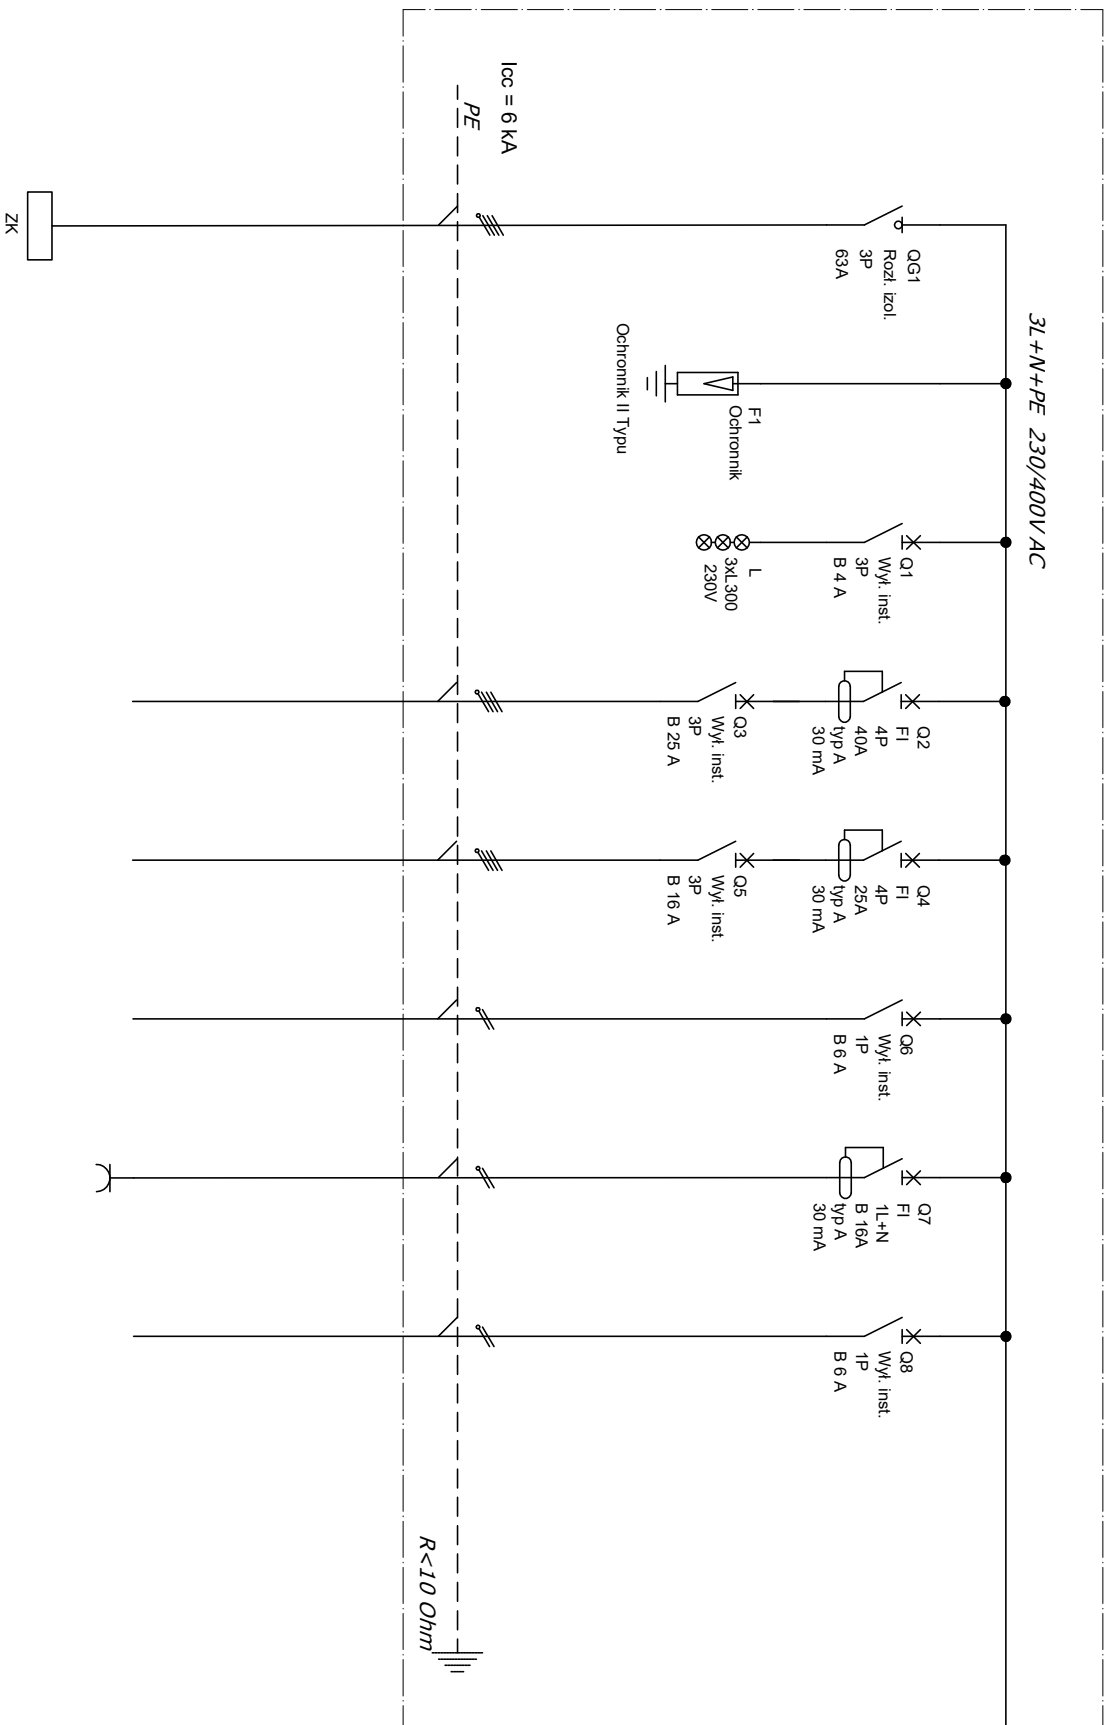 3L+N+PE 230/400V AC
QG1
Rozł. izol.
3P
63A
F1
Ochronnik
Ochronnik II Typu
Q1
Wył. inst.
3P
B 4 A
L
3xL300
230V
Q2
FI
4P
40A
typ A
30 mA
Q3
Wył. inst.
3P
B 25 A
Q4
FI
4P
25A
typ A
30 mA
Q5
Wył. inst.
3P
B 16 A
Q6
Wył. inst.
1P
B 6 A
Q7
FI
1L+N
B 16A
typ A
30 mA
Q8
Wył. inst.
1P
B 6 A
Icc = 6 kA
PE
R<10 Ohm
ZK